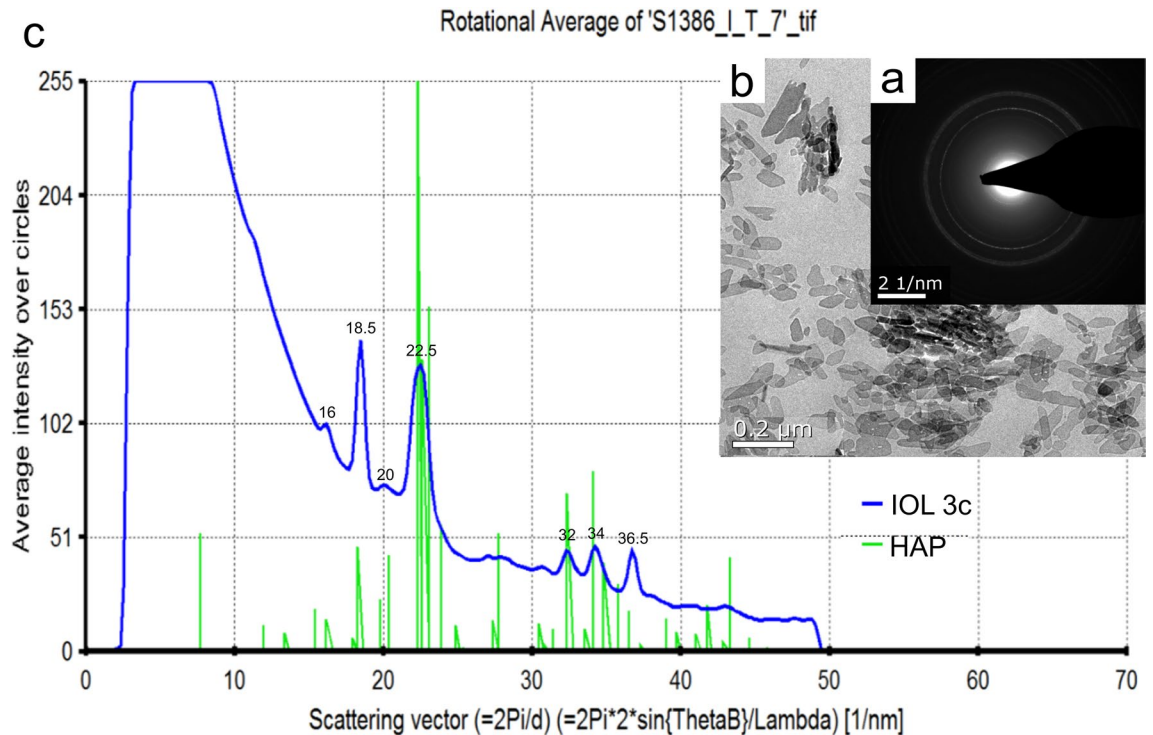 c
Rotational Average of 'S1386_I_T_7'_tif
b
a
2 1/nm
0.2 µm
Average intensity over circles
255
204
153
102
51
0
16
18.5
20
22.5
32
34
36.5
IOL 3c
HAP
0 10 20 30 40 50 60 70
Scattering vector (=2Pi/d) (=2Pi*2*sin{ThetaB}/Lambda) [1/nm]